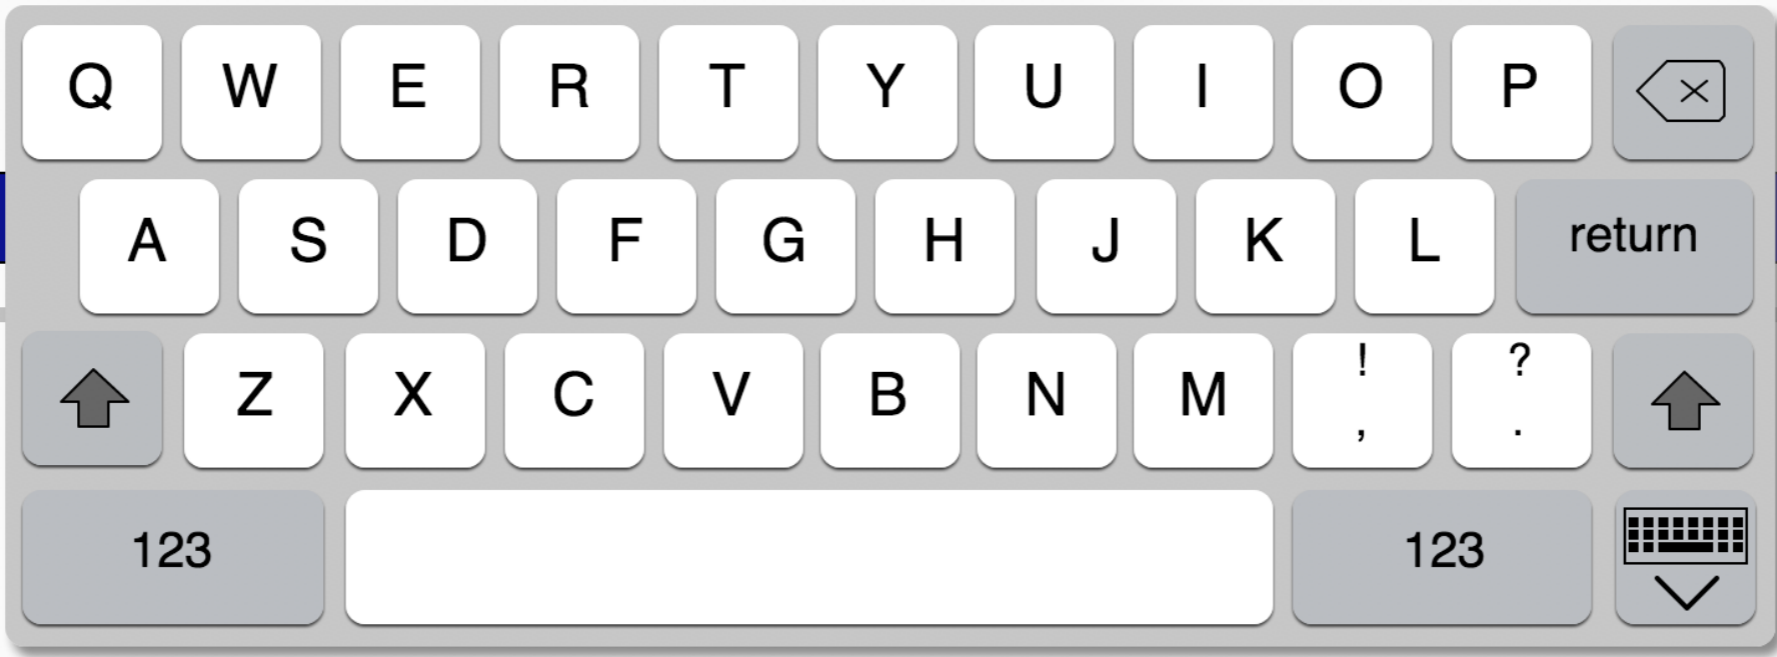 Q W E R T Y U I O P
A S D F G H J K L return
Z X C V B N M ! , ? .
123 123